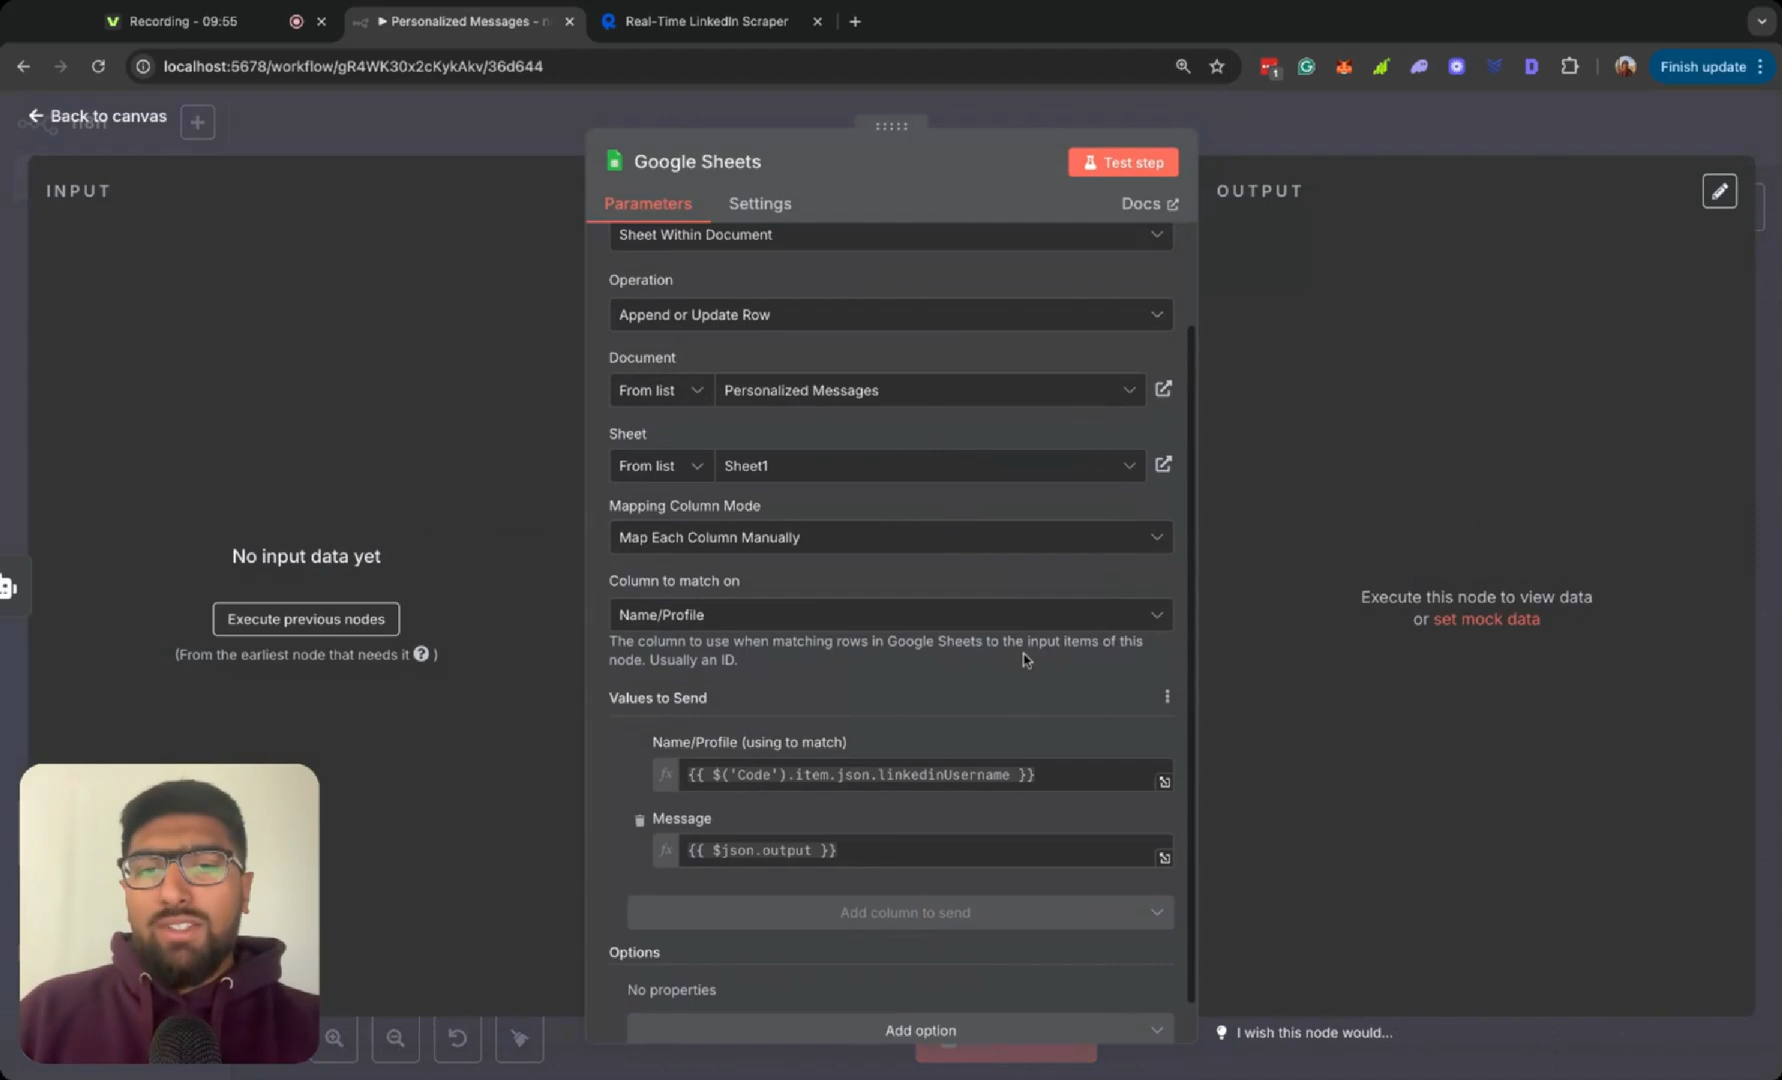 Recording - 09:55
Personalized Messages - n
Real-Time LinkedIn Scraper
localhost:5678/workflow/gR4WK30x2cKykAkv/36d644
1
Finish update
Back to canvas
INPUT
Google Sheets
Test step
OUTPUT
Parameters
Settings
Docs
Sheet Within Document
Operation
Append or Update Row
Document
From list
Personalized Messages
Sheet
From list
Sheet1
Mapping Column Mode
Map Each Column Manually
No input data yet
Column to match on
Name/Profile
Execute previous nodes
(From the earliest node that needs it ? )
The column to use when matching rows in Google Sheets to the input items of this
node. Usually an ID.
Execute this node to view data
or set mock data
Values to Send
Name/Profile (using to match)
fx {{ $('Code').item.json.linkedinUsername }}
Message
fx {{ $json.output }}
Add column to send
Options
No properties
Add option
I wish this node would...